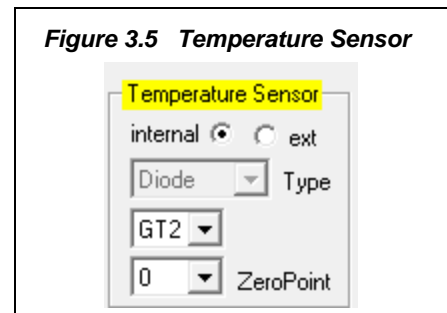 Figure 3.5 Temperature Sensor
Temperature Sensor
internal ext
Diode Type
GT2
0 ZeroPoint